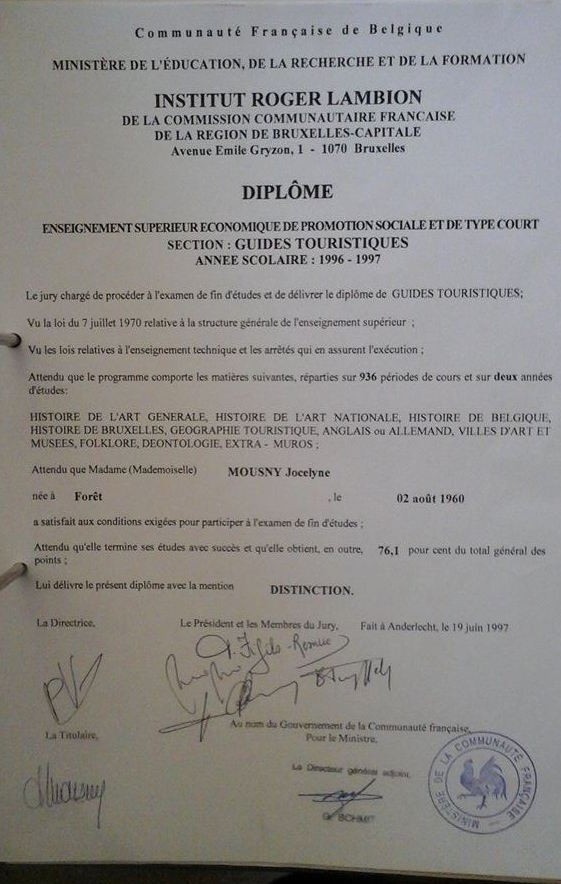 Communauté Française de Belgique
MINISTÈRE DE L'ÉDUCATION, DE LA RECHERCHE ET DE LA FORMATION
INSTITUT ROGER LAMBION
DE LA COMMISSION COMMUNAUTAIRE FRANCAISE
DE LA REGION DE BRUXELLES-CAPITALE
Avenue Emile Gryzon, 1 - 1070 Bruxelles
DIPLÔME
ENSEIGNEMENT SUPERIEUR ECONOMIQUE DE PROMOTION SOCIALE ET DE TYPE COURT
SECTION : GUIDES TOURISTIQUES
ANNEE SCOLAIRE : 1996 - 1997
Le jury chargé de procéder à l'examen de fin d'études et de délivrer le diplôme de GUIDES TOURISTIQUES;
Vu la loi du 7 juillet 1970 relative à la structure générale de l'enseignement supérieur ;
Vu les lois relatives à l'enseignement technique et les arrêtés qui en assurent l'exécution ;
Attendu que le programme comporte les matières suivantes, réparties sur 936 périodes de cours et sur deux années
d'études:
HISTOIRE DE L'ART GENERALE, HISTOIRE DE L'ART NATIONALE, HISTOIRE DE BELGIQUE,
HISTOIRE DE BRUXELLES, GEOGRAPHIE TOURISTIQUE, ANGLAIS ou ALLEMAND, VILLES D'ART ET
MUSEES, FOLKLORE, DEONTOLOGIE, EXTRA - MUROS ;
Attendu que Madame (Mademoiselle) MOUSNY Jocelyne
née à Forêt , le 02 août 1960
a satisfait aux conditions exigées pour participer à l'examen de fin d'études ;
Attendu qu'elle termine ses études avec succès et qu'elle obtient, en outre, 76,1 pour cent du total général des
points ;
Lui délivre le présent diplôme avec la mention DISTINCTION.
La Directrice, Le Président et les Membres du Jury, Fait à Anderlecht, le 19 juin 1997
Au nom du Gouvernement de la Communauté française,
Pour le Ministre,
La Titulaire,
Le Directeur général adjoint,
G. SCHMIT
MINISTÈRE DE LA COMMUNAUTÉ FRANÇAISE